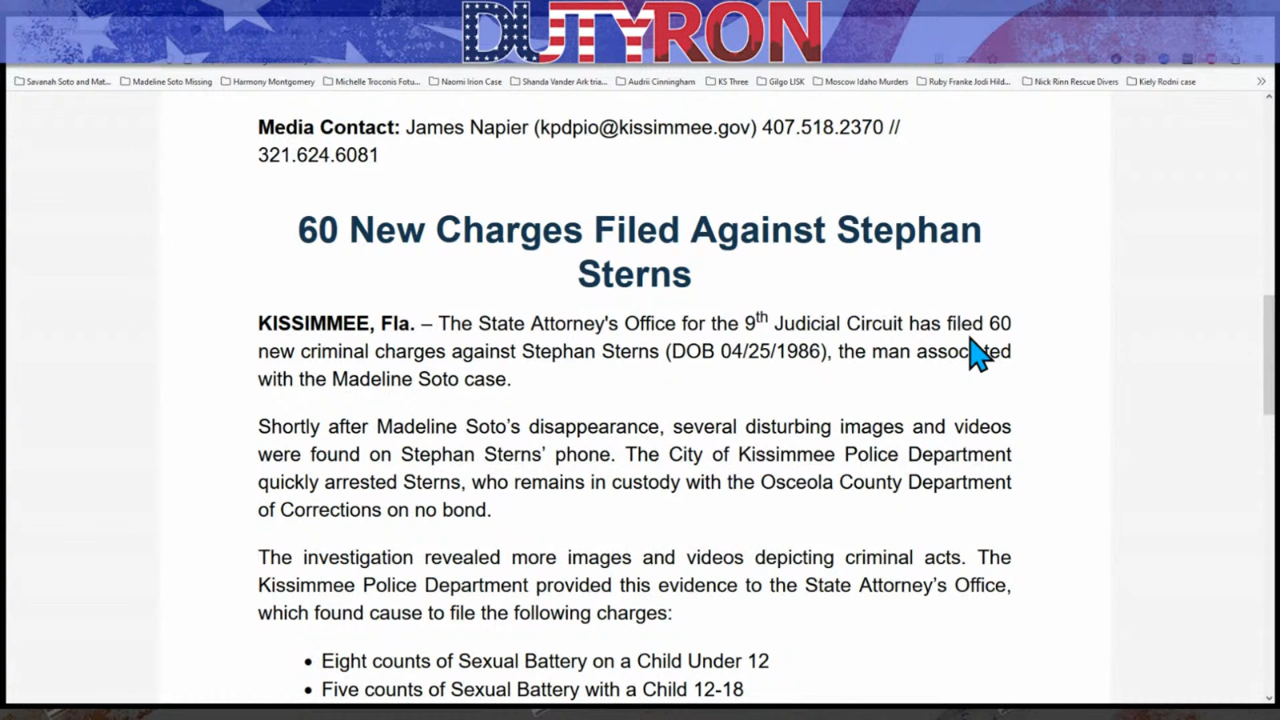 DUTYRON
Savanah Soto and Mat... Madeline Soto Missing Harmony Montgomery Michelle Troconis Fotu... Naomi Irion Case Shanda Vander Ark tria... Audrii Cinningham KS Three Gilgo LISK Moscow Idaho Murders Ruby Franke Jodi Hild... Nick Rinn Rescue Divers Kiely Rodni case
Media Contact: James Napier (kpdpio@kissimmee.gov) 407.518.2370 //
321.624.6081
60 New Charges Filed Against Stephan
Sterns
KISSIMMEE, Fla. – The State Attorney's Office for the 9th Judicial Circuit has filed 60
new criminal charges against Stephan Sterns (DOB 04/25/1986), the man associated
with the Madeline Soto case.
Shortly after Madeline Soto’s disappearance, several disturbing images and videos
were found on Stephan Sterns’ phone. The City of Kissimmee Police Department
quickly arrested Sterns, who remains in custody with the Osceola County Department
of Corrections on no bond.
The investigation revealed more images and videos depicting criminal acts. The
Kissimmee Police Department provided this evidence to the State Attorney’s Office,
which found cause to file the following charges:
• Eight counts of Sexual Battery on a Child Under 12
• Five counts of Sexual Battery with a Child 12-18